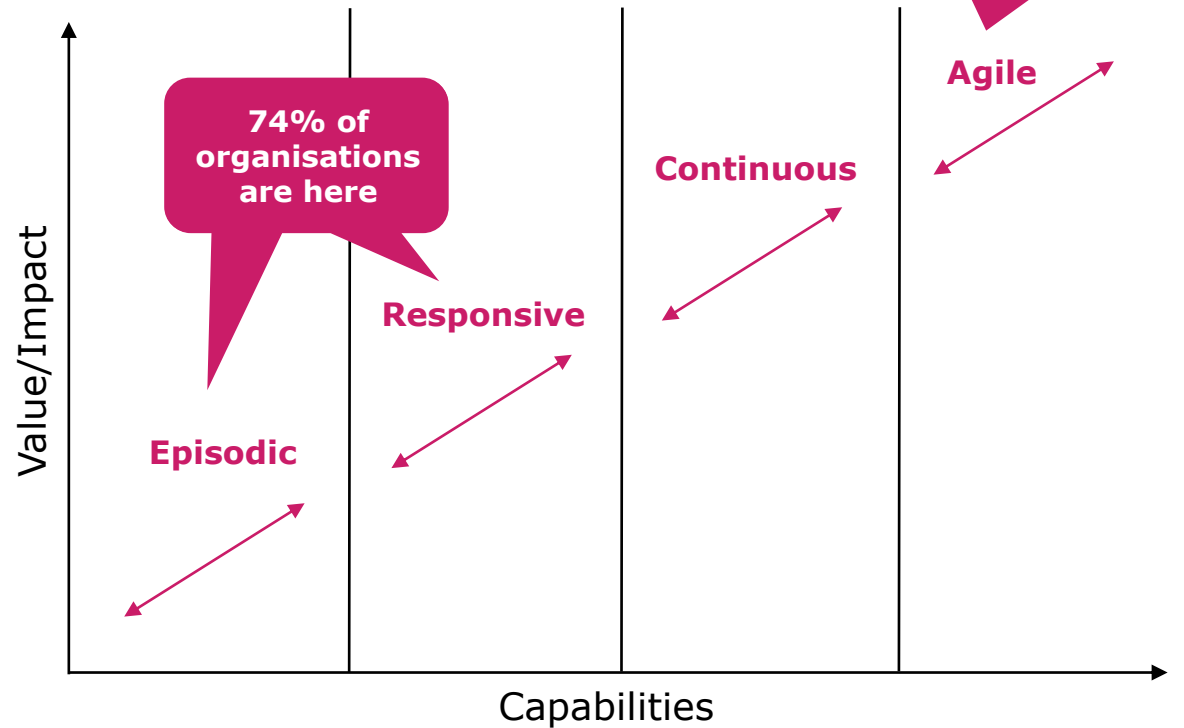 Agile
74% of
organisations
are here
Continuous
Responsive
Episodic
Value/Impact
Capabilities